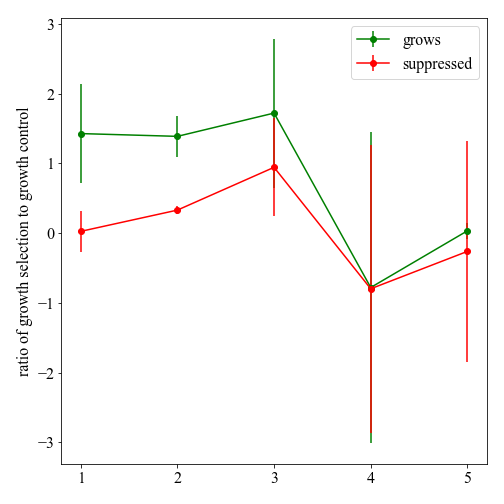 grows
suppressed
ratio of growth selection to growth control
3
2
1
0
−1
−2
−3
1 2 3 4 5